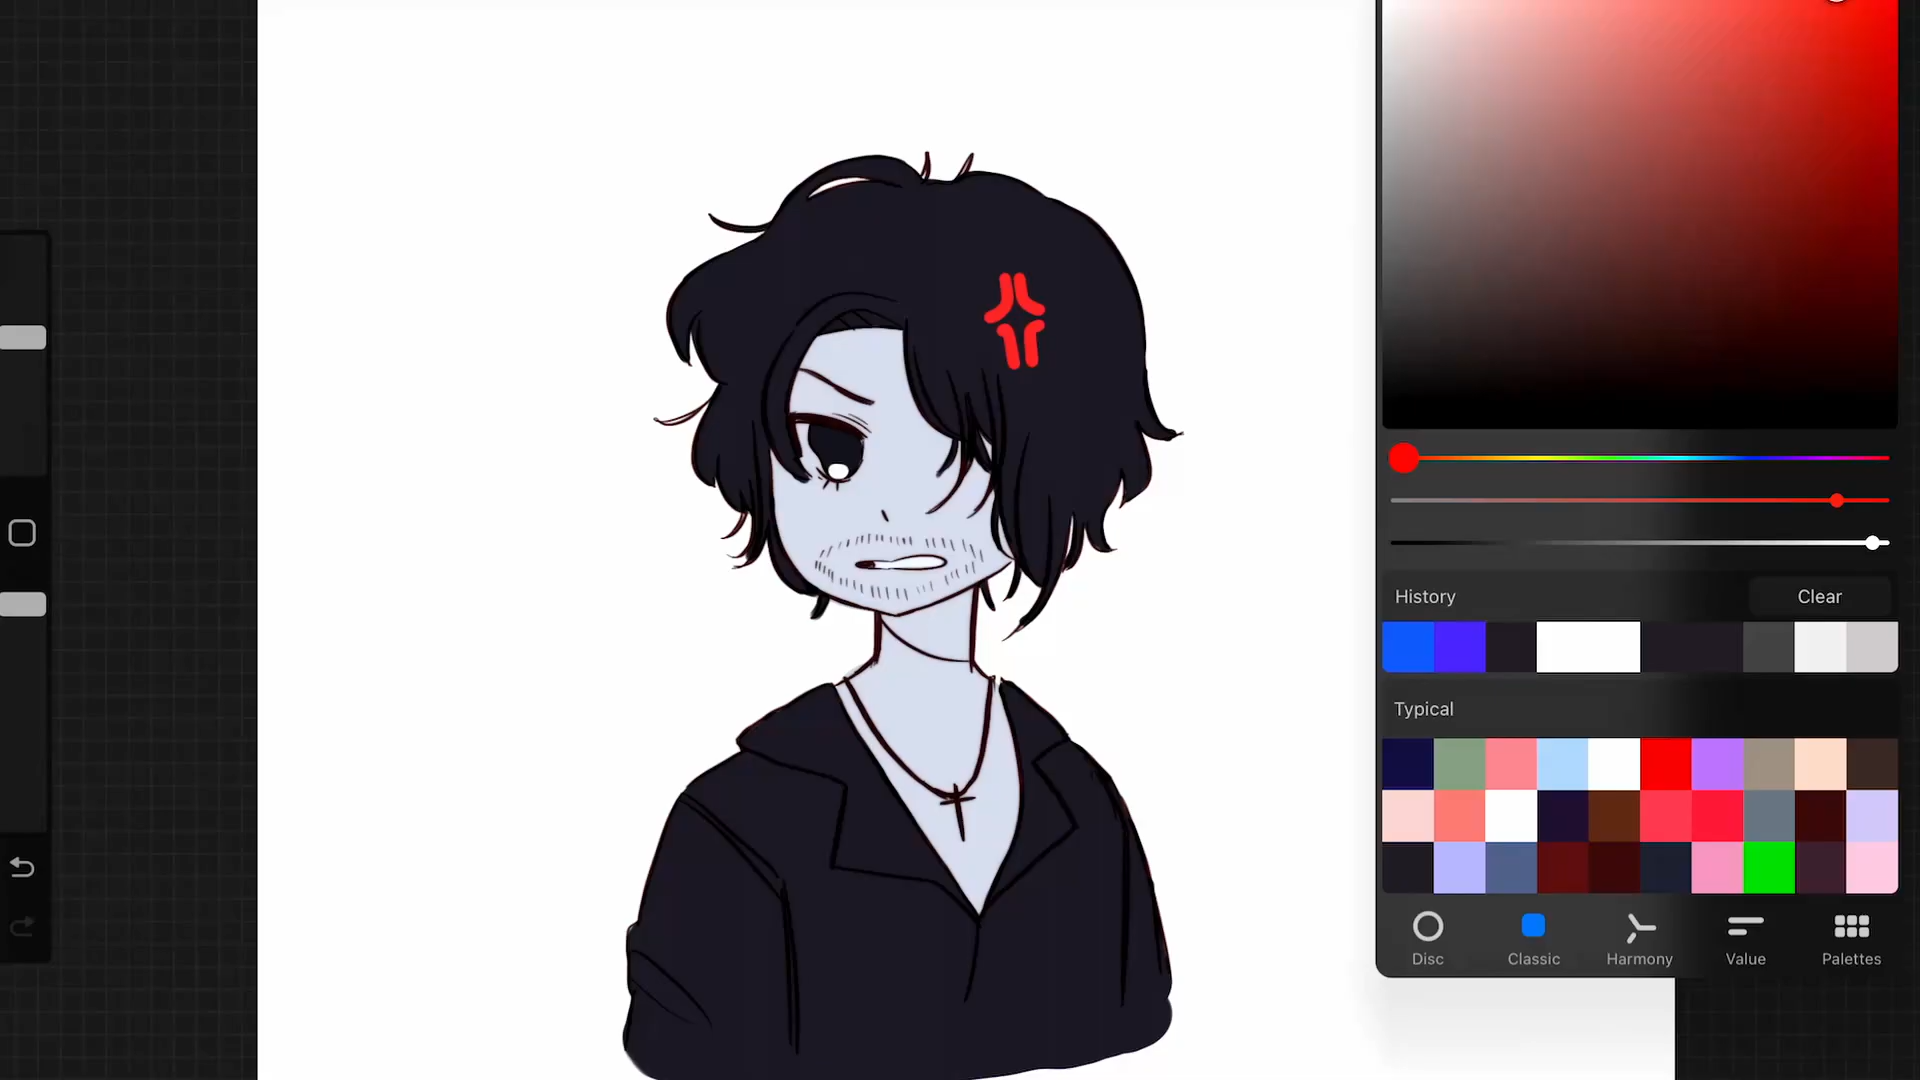 History
Clear
Typical
Disc
Classic
Harmony
Value
Palettes